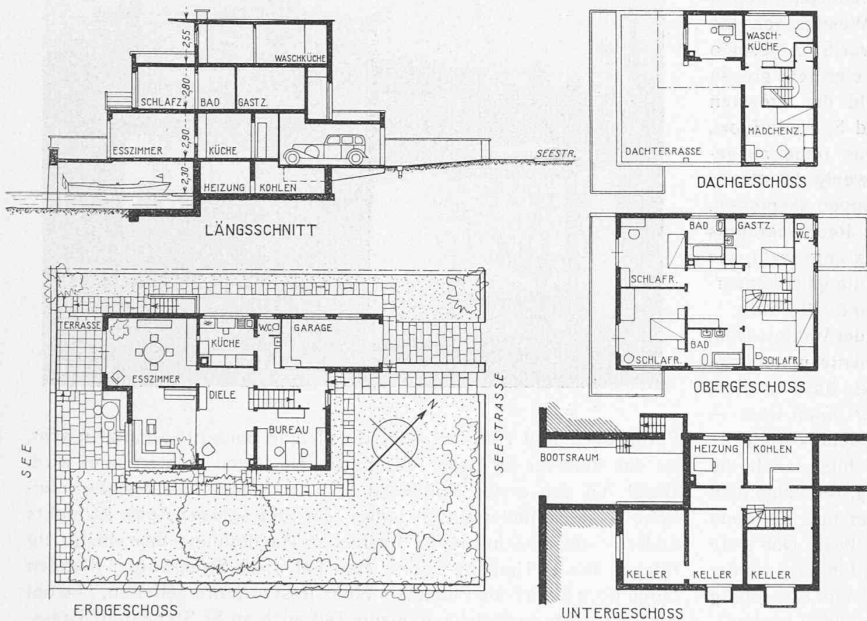 2,55
2,80
2,90
2,30
WASCHKÜCHE
SCHLAFZ.
BAD
GASTZ.
ESSZIMMER
KÜCHE
SEESTR.
HEIZUNG
KOHLEN
LÄNGSSCHNITT
WASCH-
KÜCHE
MÄDCHENZ.
DACHTERRASSE
DACHGESCHOSS
BAD
GASTZ.
WC
SCHLAFR.
SCHLAFR.
BAD
SCHLAFR.
OBERGESCHOSS
TERRASSE
KÜCHE
WC
GARAGE
ESSZIMMER
DIELE
BUREAU
N
SEE
SEESTRASSE
ERDGESCHOSS
BOOTSRAUM
HEIZUNG
KOHLEN
KELLER
KELLER
KELLER
UNTERGESCHOSS